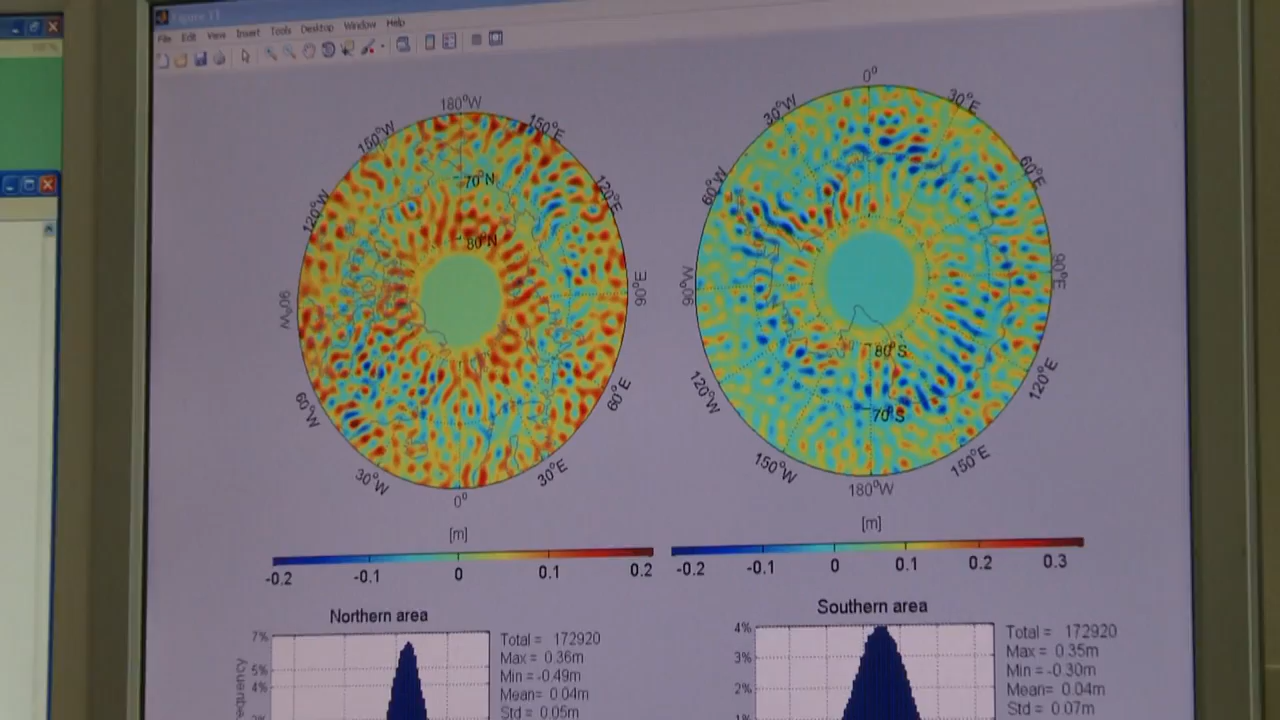 Figure 11
File Edit View Insert Tools Desktop Window Help
180°W
150°W
150°E
120°W
120°E
70°N
80°N
90°W
90°E
60°W
60°E
30°W
30°E
0°
[m]
-0.2 -0.1 0 0.1 0.2
0°
30°W
30°E
60°W
60°E
90°W
90°E
80°S
70°S
120°W
120°E
150°W
150°E
180°W
[m]
-0.2 -0.1 0 0.1 0.2 0.3
Northern area
7%
5%
4%
Total = 172920
Max = 0.36m
Min = -0.49m
Mean= 0.04m
Std = 0.05m
Southern area
4%
3%
2%
1%
Total = 172920
Max = 0.35m
Min = -0.30m
Mean= 0.04m
Std = 0.07m